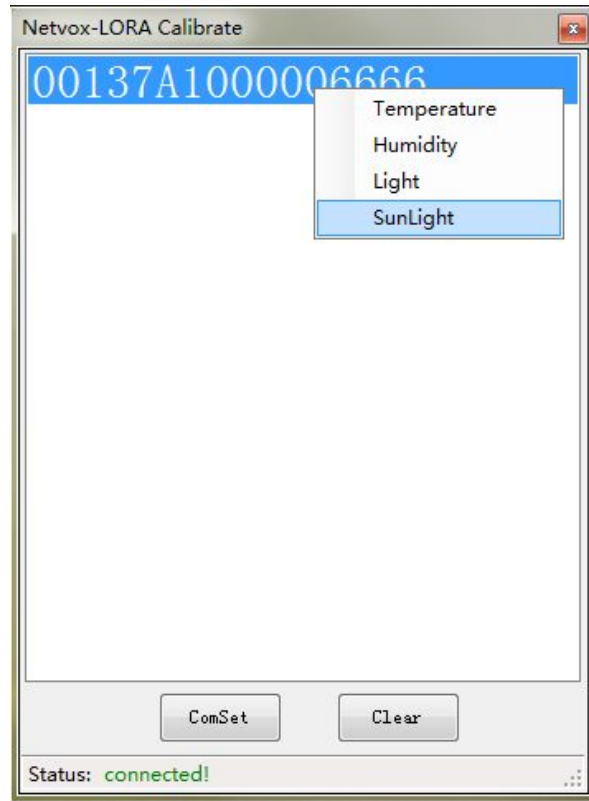 Netvox-LORA Calibrate
00137A1000006666
Temperature
Humidity
Light
SunLight
ComSet
Clear
Status: connected!